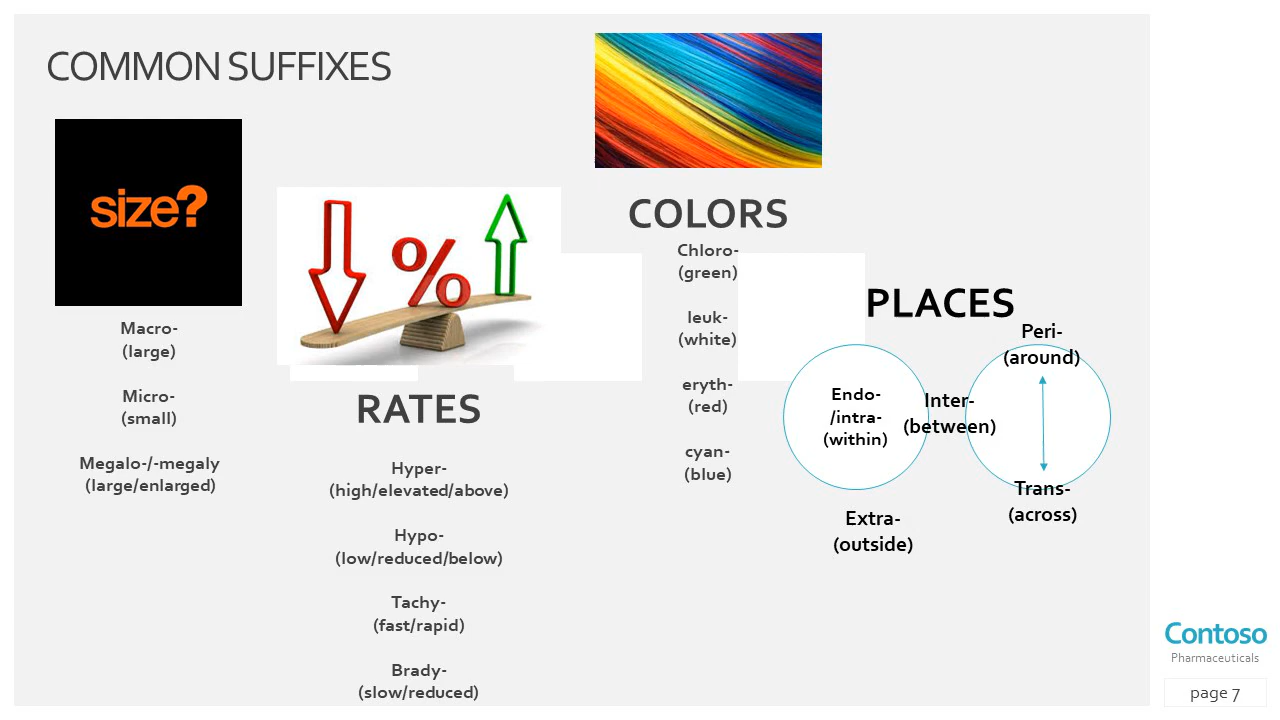 COMMON SUFFIXES
size?
Macro-
(large)
Micro-
(small)
Megalo-/-megaly
(large/enlarged)
%
RATES
Hyper-
(high/elevated/above)
Hypo-
(low/reduced/below)
Tachy-
(fast/rapid)
Brady-
(slow/reduced)
COLORS
Chloro-
(green)
leuk-
(white)
eryth-
(red)
cyan-
(blue)
PLACES
Peri-
(around)
Endo-
/intra-
(within)
Inter-
(between)
Trans-
(across)
Extra-
(outside)
Contoso
Pharmaceuticals
page 7